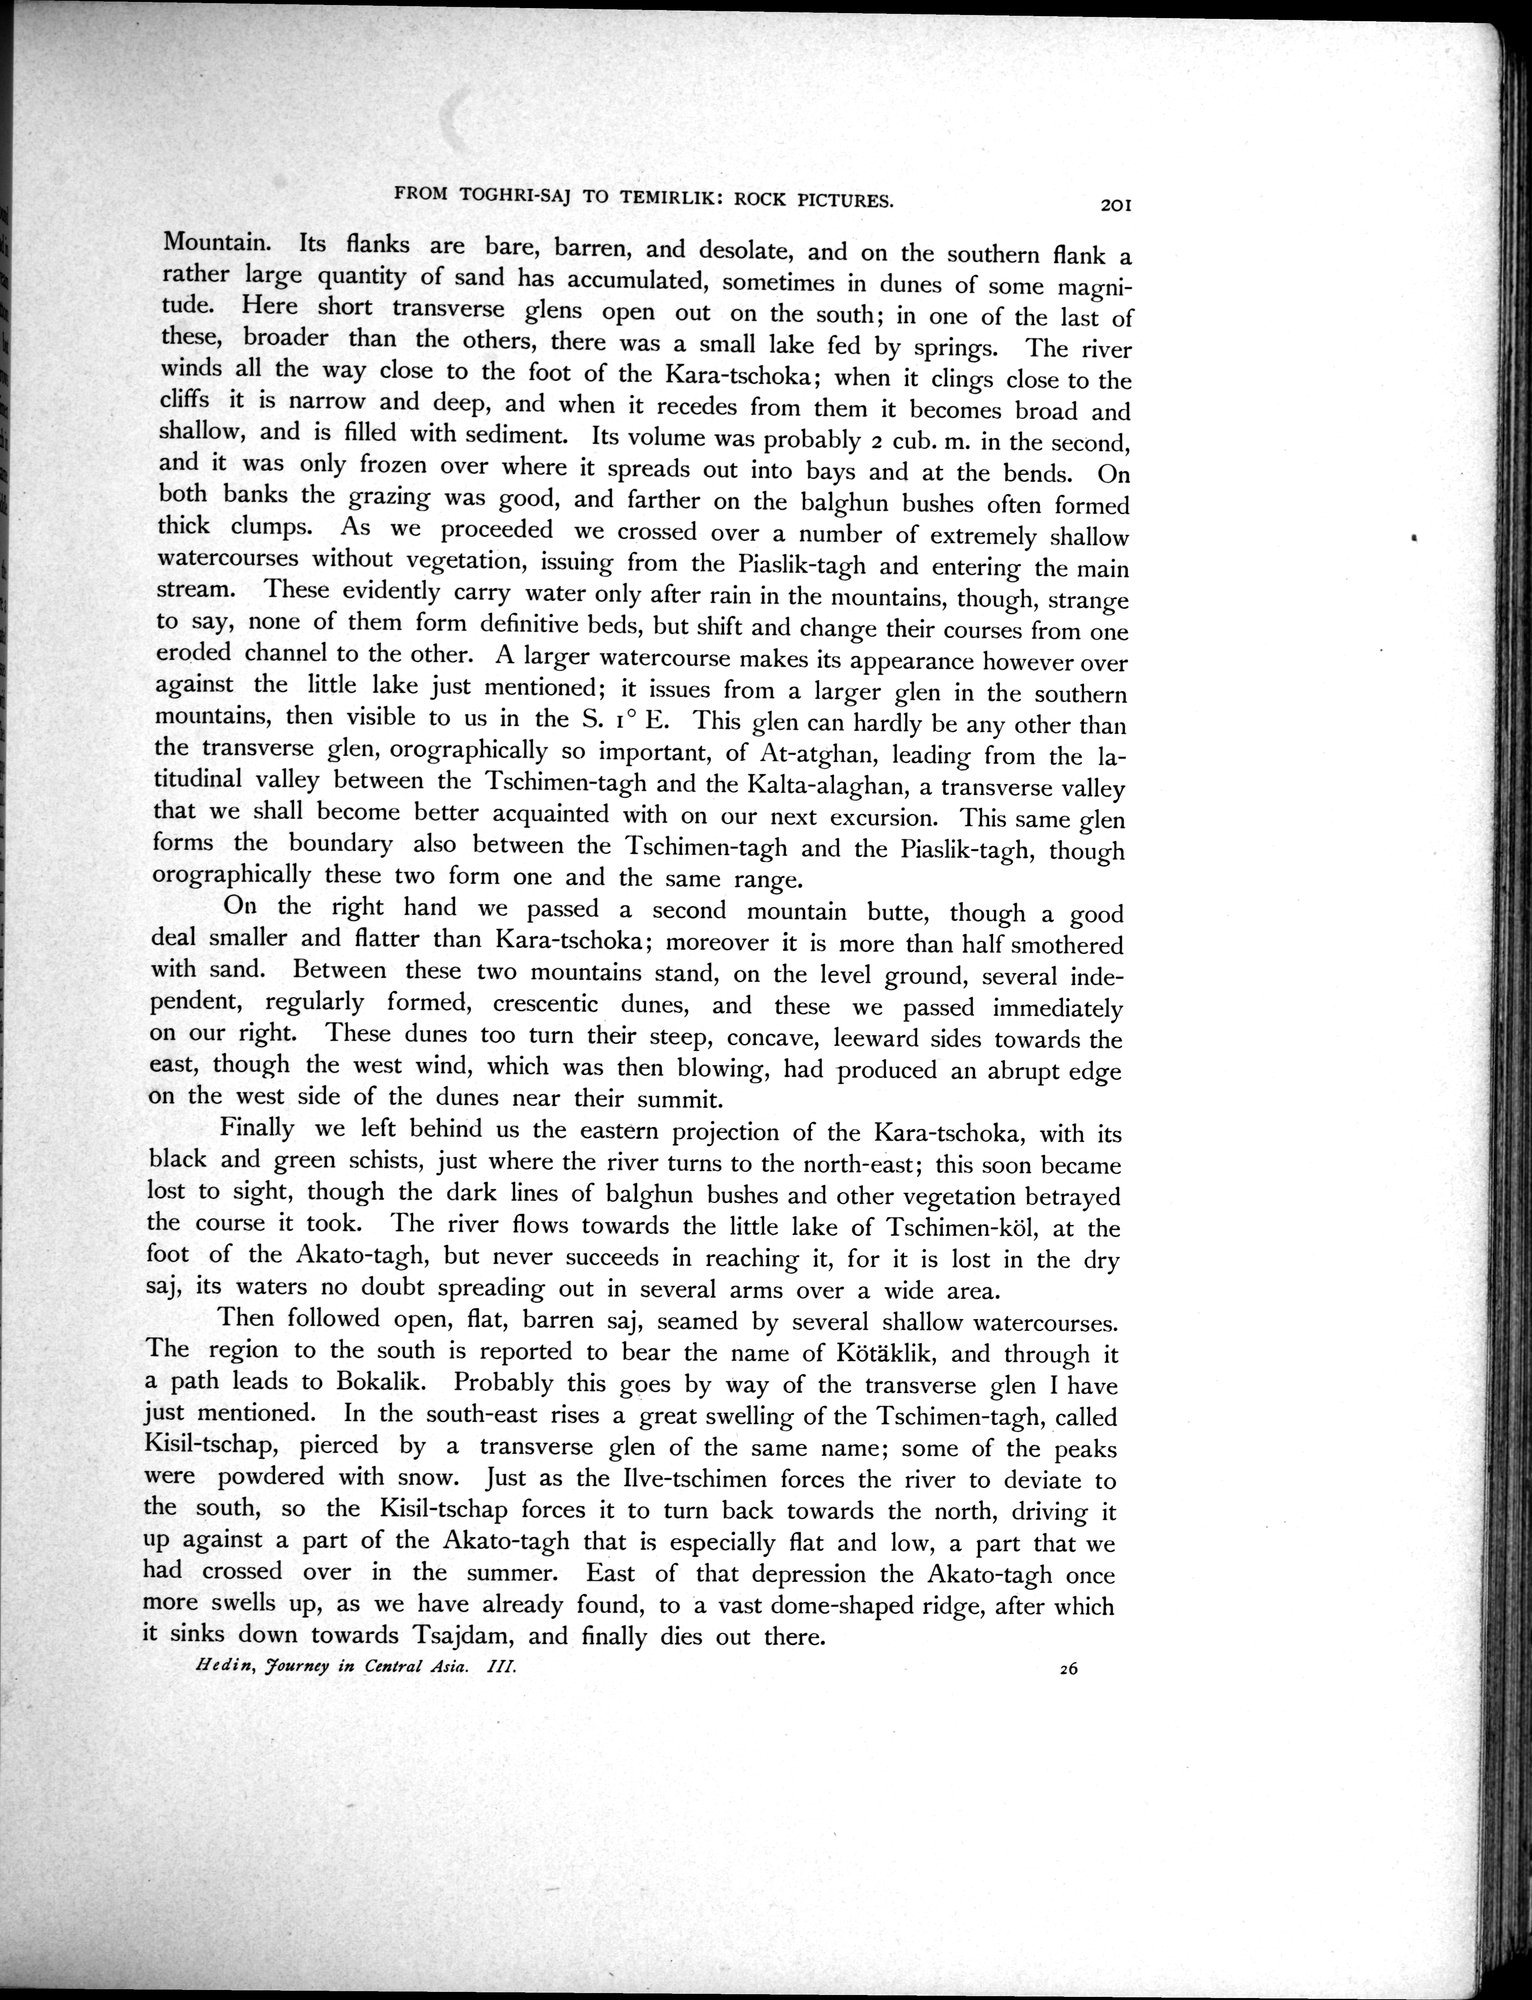 FROM TOGHRI-SAJ TO TEMIRLIK: ROCK PICTURES. 201
Mountain. Its flanks are bare, barren, and desolate, and on the southern flank a
rather large quantity of sand has accumulated, sometimes in dunes of some magni-
tude. Here short transverse glens open out on the south; in one of the last of
these, broader than the others, there was a small lake fed by springs. The river
winds all the way close to the foot of the Kara-tschoka; when it clings close to the
cliffs it is narrow and deep, and when it recedes from them it becomes broad and
shallow, and is filled with sediment. Its volume was probably 2 cub. m. in the second,
and it was only frozen over where it spreads out into bays and at the bends. On
both banks the grazing was good, and farther on the balghun bushes often formed
thick clumps. As we proceeded we crossed over a number of extremely shallow
watercourses without vegetation, issuing from the Piaslik-tagh and entering the main
stream. These evidently carry water only after rain in the mountains, though, strange
to say, none of them form definitive beds, but shift and change their courses from one
eroded channel to the other. A larger watercourse makes its appearance however over
against the little lake just mentioned; it issues from a larger glen in the southern
mountains, then visible to us in the S. 1° E. This glen can hardly be any other than
the transverse glen, orographically so important, of At-atghan, leading from the la-
titudinal valley between the Tschimen-tagh and the Kalta-alaghan, a transverse valley
that we shall become better acquainted with on our next excursion. This same glen
forms the boundary also between the Tschimen-tagh and the Piaslik-tagh, though
orographically these two form one and the same range.
On the right hand we passed a second mountain butte, though a good
deal smaller and flatter than Kara-tschoka; moreover it is more than half smothered
with sand. Between these two mountains stand, on the level ground, several inde-
pendent, regularly formed, crescentic dunes, and these we passed immediately
on our right. These dunes too turn their steep, concave, leeward sides towards the
east, though the west wind, which was then blowing, had produced an abrupt edge
on the west side of the dunes near their summit.
Finally we left behind us the eastern projection of the Kara-tschoka, with its
black and green schists, just where the river turns to the north-east; this soon became
lost to sight, though the dark lines of balghun bushes and other vegetation betrayed
the course it took. The river flows towards the little lake of Tschimen-köl, at the
foot of the Akato-tagh, but never succeeds in reaching it, for it is lost in the dry
saj, its waters no doubt spreading out in several arms over a wide area.
Then followed open, flat, barren saj, seamed by several shallow watercourses.
The region to the south is reported to bear the name of Kötäklik, and through it
a path leads to Bokalik. Probably this goes by way of the transverse glen I have
just mentioned. In the south-east rises a great swelling of the Tschimen-tagh, called
Kisil-tschap, pierced by a transverse glen of the same name; some of the peaks
were powdered with snow. Just as the Ilve-tschimen forces the river to deviate to
the south, so the Kisil-tschap forces it to turn back towards the north, driving it
up against a part of the Akato-tagh that is especially flat and low, a part that we
had crossed over in the summer. East of that depression the Akato-tagh once
more swells up, as we have already found, to a vast dome-shaped ridge, after which
it sinks down towards Tsajdam, and finally dies out there.
Hedin, Journey in Central Asia. III. 26